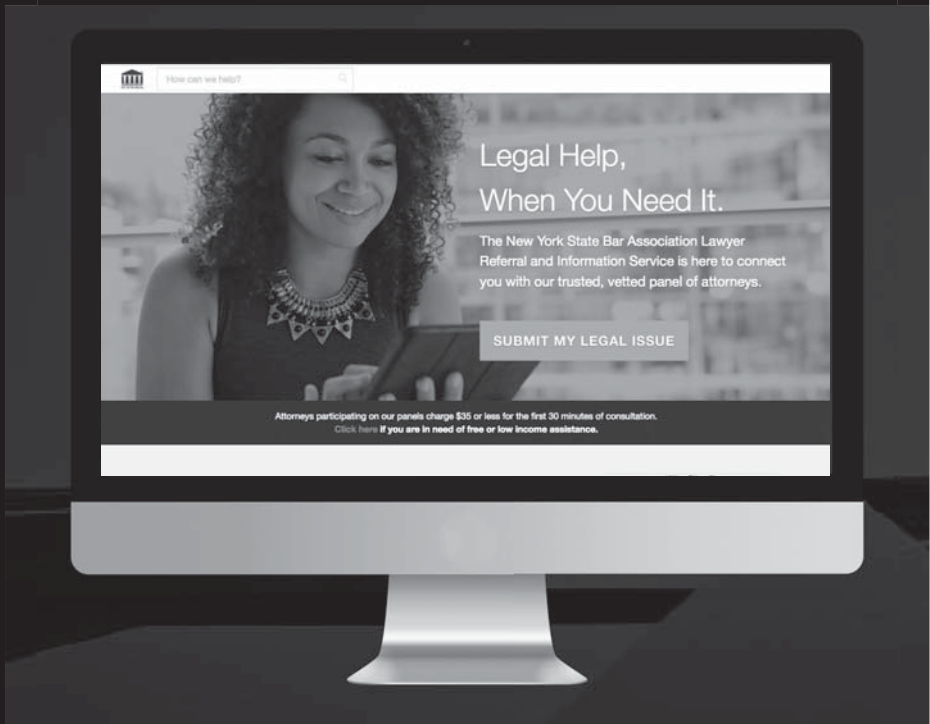 How can we help?
Legal Help,
When You Need It.
The New York State Bar Association Lawyer
Referral and Information Service is here to connect
you with our trusted, vetted panel of attorneys.
SUBMIT MY LEGAL ISSUE
Attorneys participating on our panels charge $35 or less for the first 30 minutes of consultation.
Click here if you are in need of free or low income assistance.